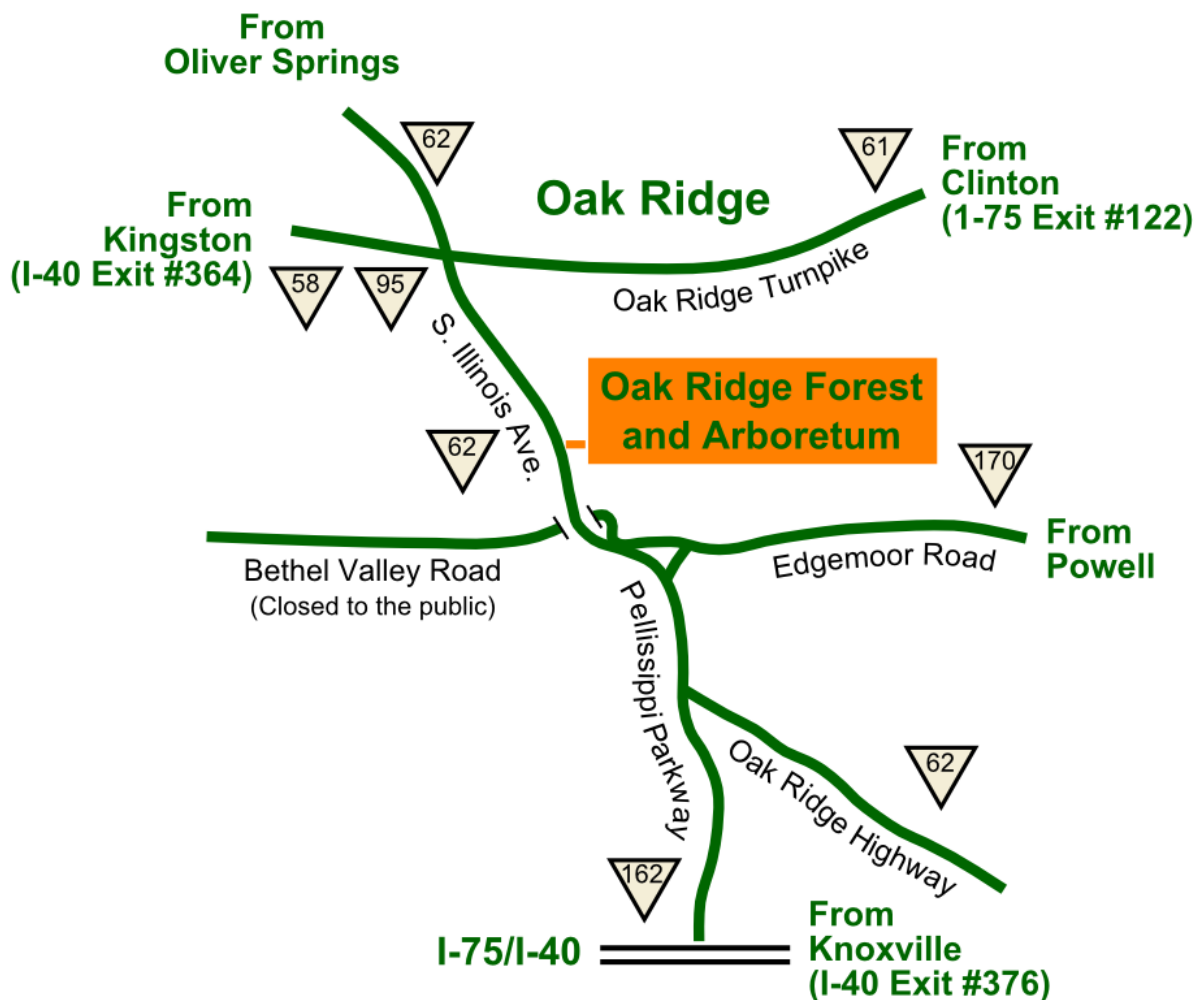 From
Oliver Springs
62
61
From
Clinton
(1-75 Exit #122)
Oak Ridge
From
Kingston
(I-40 Exit #364)
58
95
Oak Ridge Turnpike
S. Illinois Ave.
Oak Ridge Forest
and Arboretum
62
170
Bethel Valley Road
(Closed to the public)
Edgemoor Road
From
Powell
Pellissippi Parkway
Oak Ridge Highway
62
162
I-75/I-40
From
Knoxville
(I-40 Exit #376)